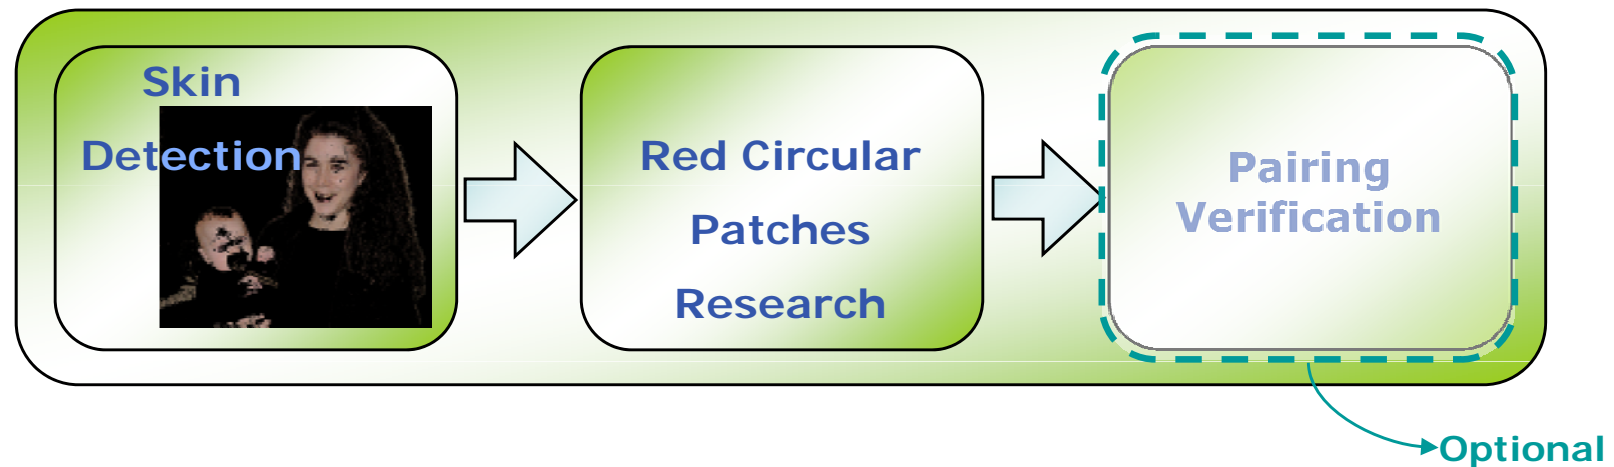 Skin
Detection
Red Circular
Patches
Research
Pairing
Verification
Optional